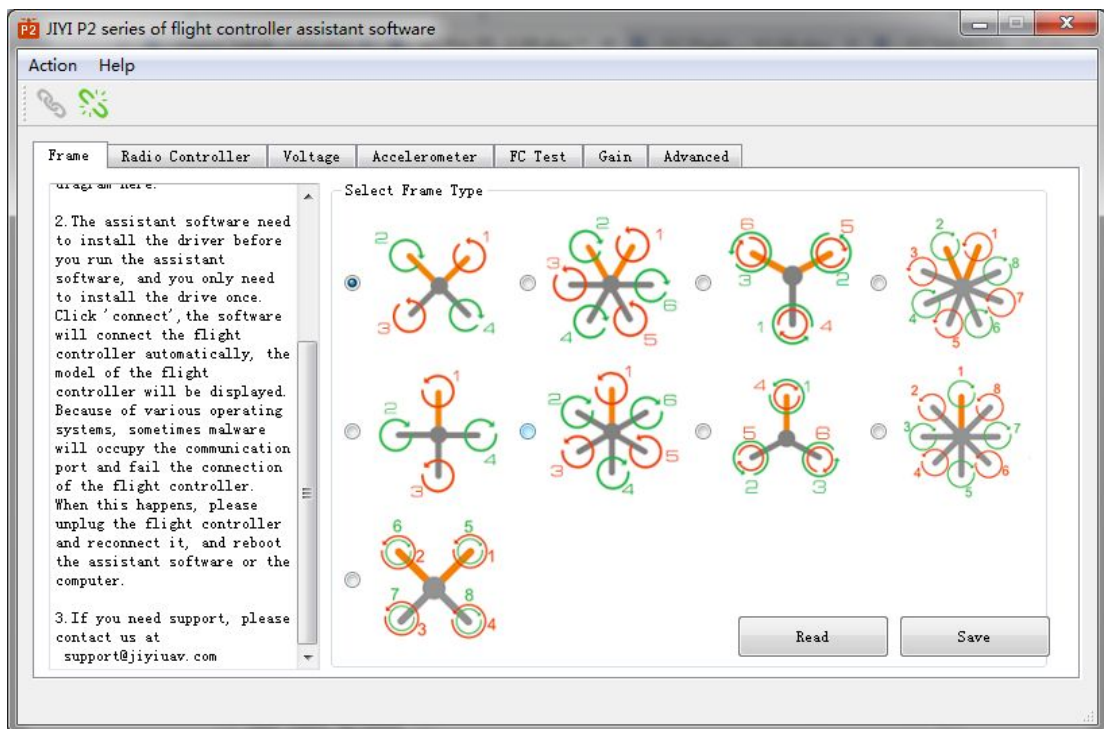 P2 JIYI P2 series of flight controller assistant software
Action Help
Frame Radio Controller Voltage Accelerometer FC Test Gain Advanced
diagram here.
2.The assistant software need
to install the driver before
you run the assistant
software, and you only need
to install the drive once.
Click 'connect',the software
will connect the flight
controller automatically, the
model of the flight
controller will be displayed.
Because of various operating
systems, sometimes malware
will occupy the communication
port and fail the connection
of the flight controller.
When this happens, please
unplug the flight controller
and reconnect it, and reboot
the assistant software or the
computer.
3.If you need support, please
contact us at
support@jiyiuav.com
Select Frame Type
2 1
3 4
2 1
3 6
4 5
6 5
3 2
1 4
2 1
3 8
4 7
5 6
1
2 4
3
1
2 6
3 5
4
4 1
5 6
2 3
1
2 8
3 7
4 6
5
6 5
2 1
7 8
3 4
Read Save